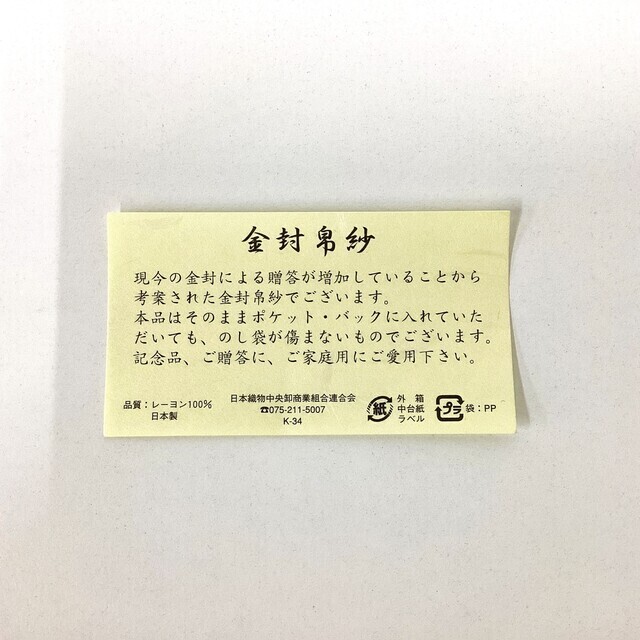 金封帛紗
現今の金封による贈答が増加していることから
考案された金封帛紗でございます。
本品はそのままポケット・バックに入れていた
だいても、のし袋が傷まないものでございます。
記念品、ご贈答に、ご家庭用にご愛用下さい。
品質：レーヨン100%
日本製
日本織物中央卸商業組合連合会
☎075-211-5007
K-34
紙
外 箱
中台紙
ラベル
プラ
袋：PP